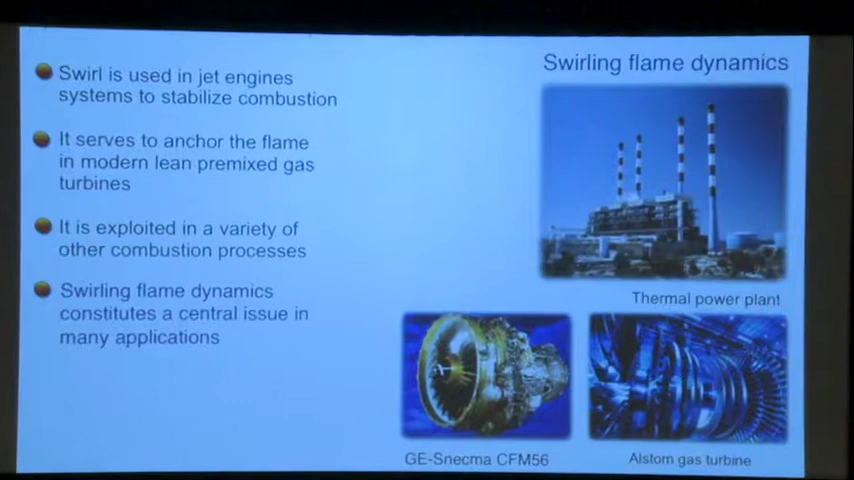 Swirling flame dynamics
Swirl is used in jet engines
systems to stabilize combustion
It serves to anchor the flame
in modern lean premixed gas
turbines
It is exploited in a variety of
other combustion processes
Swirling flame dynamics
constitutes a central issue in
many applications
Thermal power plant
GE-Snecma CFM56
Alstom gas turbine